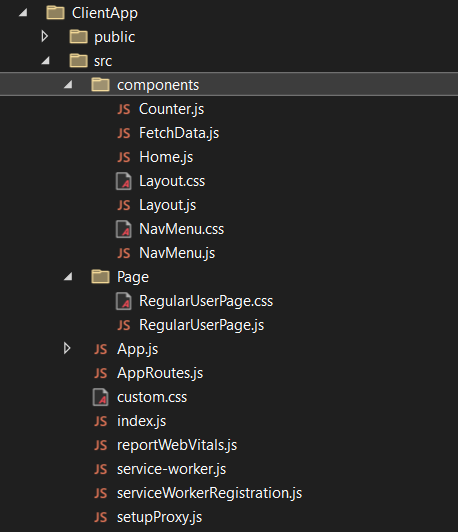 ClientApp
public
src
components
JS Counter.js
JS FetchData.js
JS Home.js
Layout.css
JS Layout.js
NavMenu.css
JS NavMenu.js
Page
RegularUserPage.css
JS RegularUserPage.js
JS App.js
JS AppRoutes.js
custom.css
JS index.js
JS reportWebVitals.js
JS service-worker.js
JS serviceWorkerRegistration.js
JS setupProxy.js